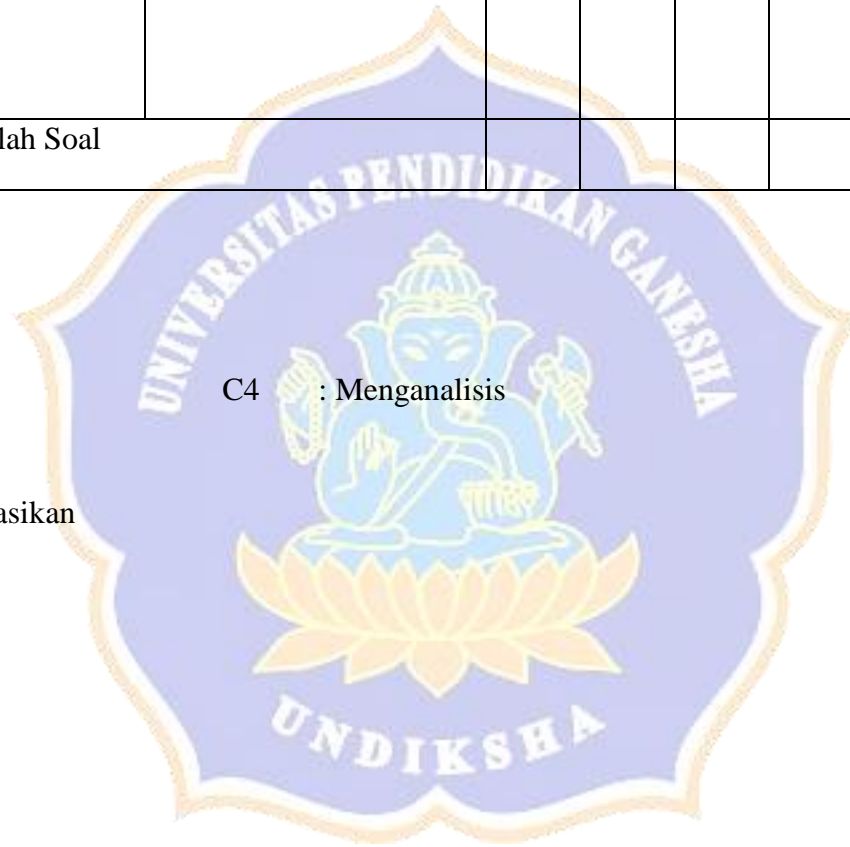 lah Soal
UNIVERSITAS PENDIDIKAN GANESHA
C4 : Menganalisis
asikan
UNDIKSHA